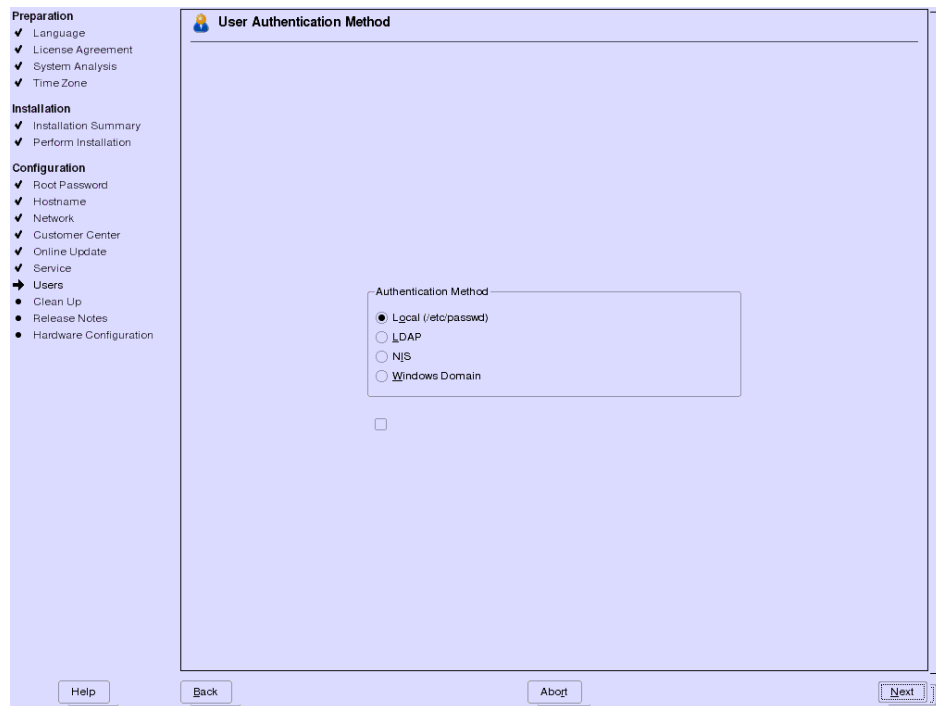 Preparation
Language
License Agreement
System Analysis
Time Zone
Installation
Installation Summary
Perform Installation
Configuration
Root Password
Hostname
Network
Customer Center
Online Update
Service
Users
Clean Up
Release Notes
Hardware Configuration
User Authentication Method
Authentication Method
Local (/etc/passwd)
LDAP
NIS
Windows Domain
Help
Back
Abort
Next